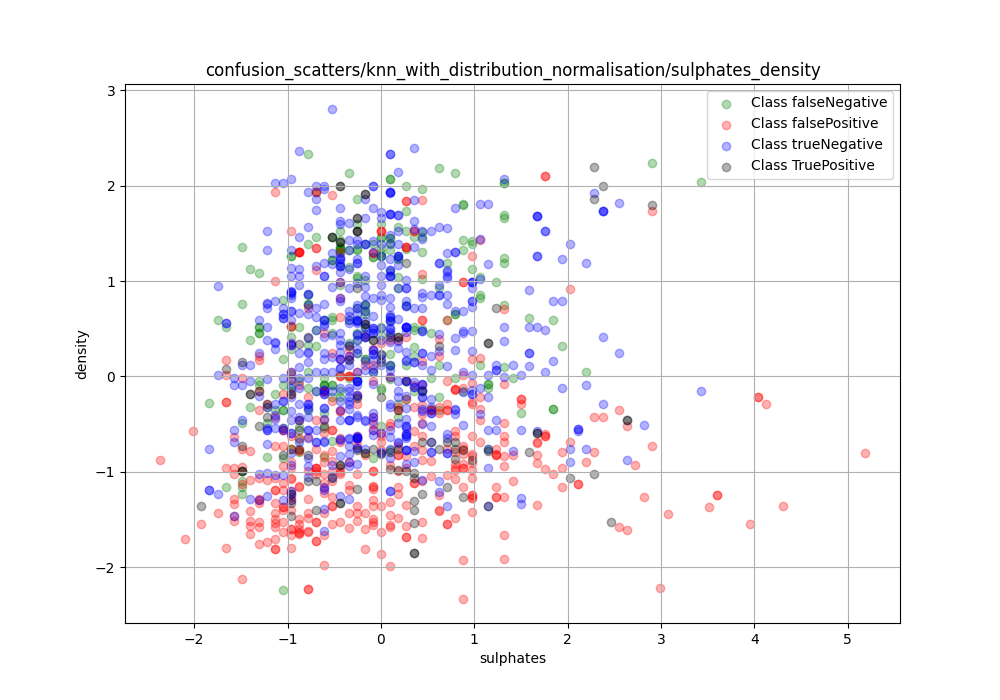 confusion_scatters/knn_with_distribution_normalisation/sulphates_density
Class falseNegative
Class falsePositive
Class trueNegative
Class TruePositive
3
2
1
0
−1
−2
density
−2 −1 0 1 2 3 4 5
sulphates